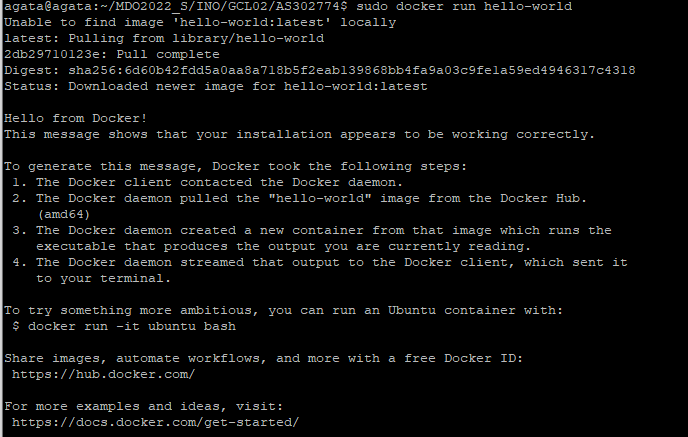 agata@agata:~/MDO2022_S/INO/GCL02/AS302774$ sudo docker run hello-world
Unable to find image 'hello-world:latest' locally
latest: Pulling from library/hello-world
2db29710123e: Pull complete
Digest: sha256:6d60b42fdd5a0aa8a718b5f2eab139868bb4fa9a03c9fe1a59ed4946317c4318
Status: Downloaded newer image for hello-world:latest

Hello from Docker!
This message shows that your installation appears to be working correctly.

To generate this message, Docker took the following steps:
 1. The Docker client contacted the Docker daemon.
 2. The Docker daemon pulled the "hello-world" image from the Docker Hub.
    (amd64)
 3. The Docker daemon created a new container from that image which runs the
    executable that produces the output you are currently reading.
 4. The Docker daemon streamed that output to the Docker client, which sent it
    to your terminal.

To try something more ambitious, you can run an Ubuntu container with:
 $ docker run -it ubuntu bash

Share images, automate workflows, and more with a free Docker ID:
 https://hub.docker.com/

For more examples and ideas, visit:
 https://docs.docker.com/get-started/